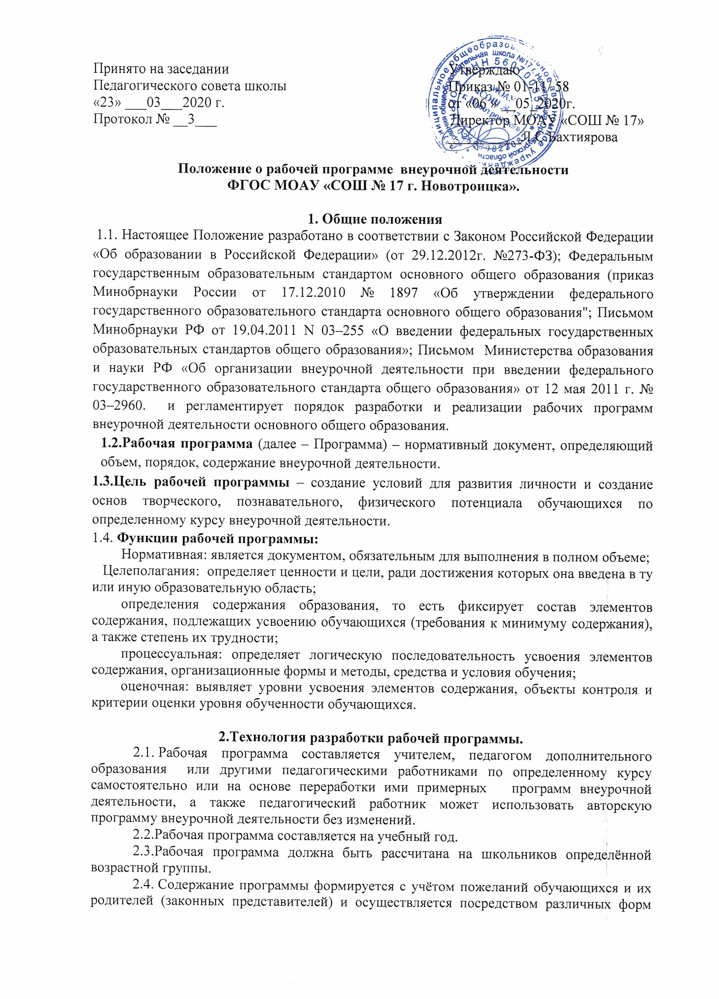 Принято на заседании
Педагогического совета школы
«23» ___03___2020 г.
Протокол № __3___
Утверждаю
Приказ № 01-11/ 58
от «06 » __05_2020г.
Директор МОАУ «СОШ № 17»
__________Л.С.Бахтиярова
ИНН 5607003545
МОАУ
«СОШ № 17
г. Новотроицка»
Положение о рабочей программе внеурочной деятельности
ФГОС МОАУ «СОШ № 17 г. Новотроицка».
1. Общие положения
1.1. Настоящее Положение разработано в соответствии с Законом Российской Федерации
«Об образовании в Российской Федерации» (от 29.12.2012г. №273-ФЗ); Федеральным
государственным образовательным стандартом основного общего образования (приказ
Минобрнауки России от 17.12.2010 № 1897 «Об утверждении федерального
государственного образовательного стандарта основного общего образования"; Письмом
Минобрнауки РФ от 19.04.2011 N 03–255 «О введении федеральных государственных
образовательных стандартов общего образования»; Письмом Министерства образования
и науки РФ «Об организации внеурочной деятельности при введении федерального
государственного образовательного стандарта общего образования» от 12 мая 2011 г. №
03–2960. и регламентирует порядок разработки и реализации рабочих программ
внеурочной деятельности основного общего образования.
1.2.Рабочая программа (далее – Программа) – нормативный документ, определяющий
объем, порядок, содержание внеурочной деятельности.
1.3.Цель рабочей программы – создание условий для развития личности и создание
основ творческого, познавательного, физического потенциала обучающихся по
определенному курсу внеурочной деятельности.
1.4. Функции рабочей программы:
Нормативная: является документом, обязательным для выполнения в полном объеме;
Целеполагания: определяет ценности и цели, ради достижения которых она введена в ту
или иную образовательную область;
определения содержания образования, то есть фиксирует состав элементов
содержания, подлежащих усвоению обучающихся (требования к минимуму содержания),
а также степень их трудности;
процессуальная: определяет логическую последовательность усвоения элементов
содержания, организационные формы и методы, средства и условия обучения;
оценочная: выявляет уровни усвоения элементов содержания, объекты контроля и
критерии оценки уровня обученности обучающихся.
2.Технология разработки рабочей программы.
2.1. Рабочая программа составляется учителем, педагогом дополнительного
образования или другими педагогическими работниками по определенному курсу
самостоятельно или на основе переработки ими примерных программ внеурочной
деятельности, а также педагогический работник может использовать авторскую
программу внеурочной деятельности без изменений.
2.2.Рабочая программа составляется на учебный год.
2.3.Рабочая программа должна быть рассчитана на школьников определённой
возрастной группы.
2.4. Содержание программы формируется с учётом пожеланий обучающихся и их
родителей (законных представителей) и осуществляется посредством различных форм